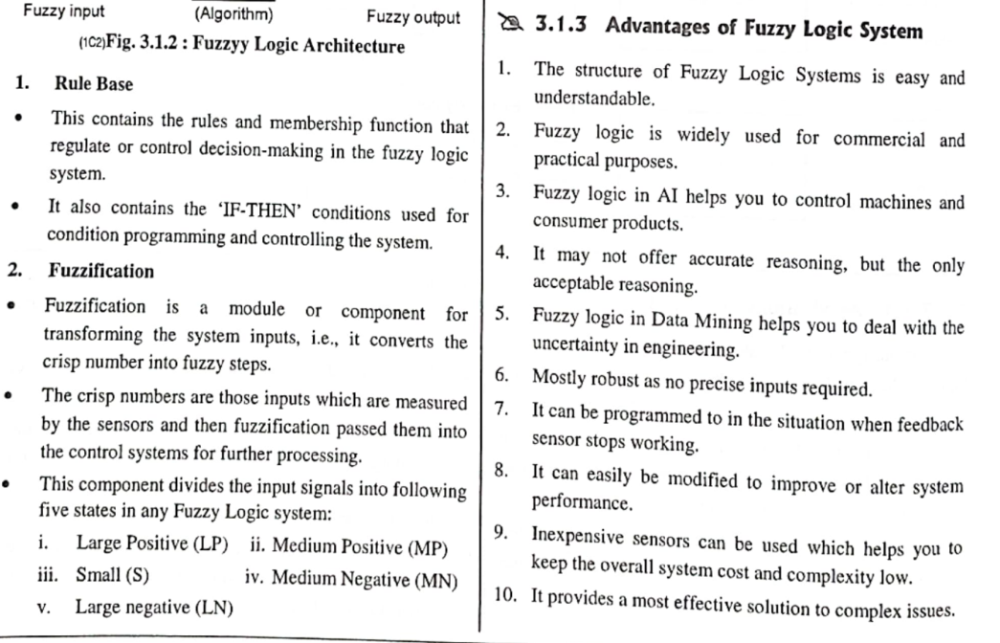 Fuzzy input (Algorithm) Fuzzy output
(1C2)Fig. 3.1.2 : Fuzzyy Logic Architecture
1. Rule Base
• This contains the rules and membership function that
regulate or control decision-making in the fuzzy logic
system.
• It also contains the ‘IF-THEN’ conditions used for
condition programming and controlling the system.
2. Fuzzification
• Fuzzification is a module or component for
transforming the system inputs, i.e., it converts the
crisp number into fuzzy steps.
• The crisp numbers are those inputs which are measured
by the sensors and then fuzzification passed them into
the control systems for further processing.
• This component divides the input signals into following
five states in any Fuzzy Logic system:
i. Large Positive (LP) ii. Medium Positive (MP)
iii. Small (S) iv. Medium Negative (MN)
v. Large negative (LN)
3.1.3 Advantages of Fuzzy Logic System
1. The structure of Fuzzy Logic Systems is easy and
understandable.
2. Fuzzy logic is widely used for commercial and
practical purposes.
3. Fuzzy logic in AI helps you to control machines and
consumer products.
4. It may not offer accurate reasoning, but the only
acceptable reasoning.
5. Fuzzy logic in Data Mining helps you to deal with the
uncertainty in engineering.
6. Mostly robust as no precise inputs required.
7. It can be programmed to in the situation when feedback
sensor stops working.
8. It can easily be modified to improve or alter system
performance.
9. Inexpensive sensors can be used which helps you to
keep the overall system cost and complexity low.
10. It provides a most effective solution to complex issues.